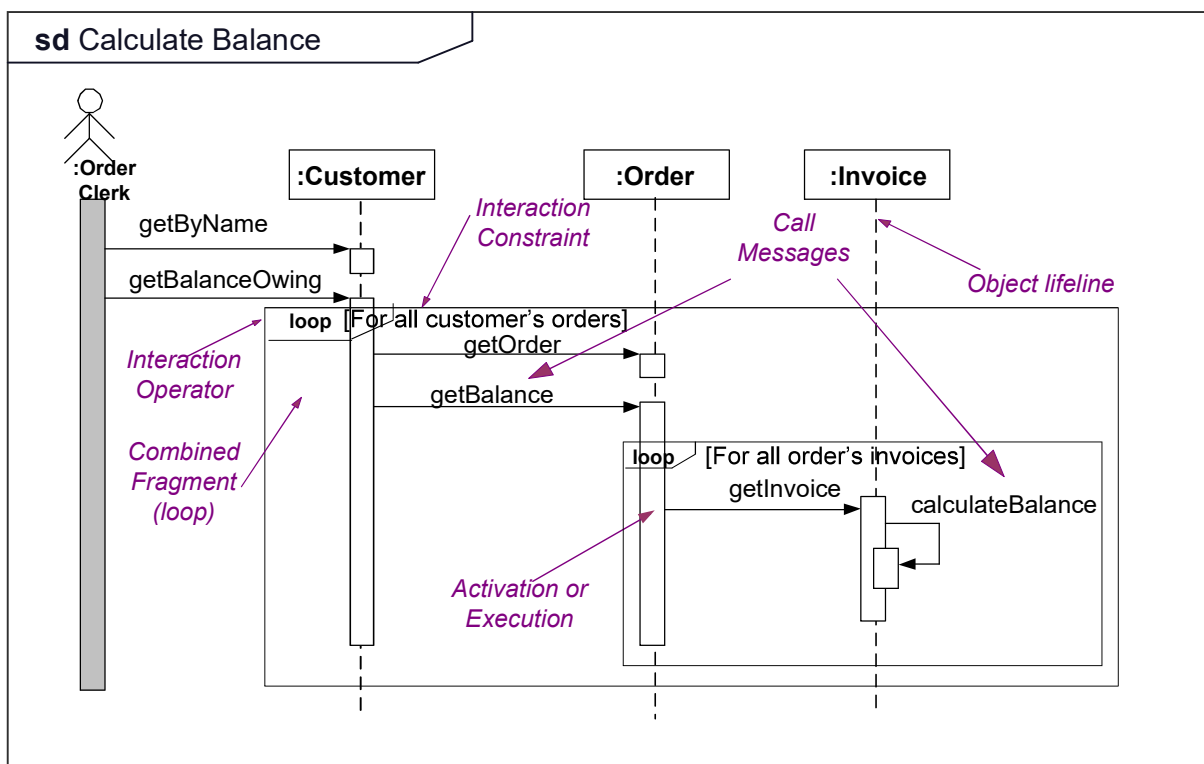 sd Calculate Balance
:Order
Clerk
:Customer
:Order
:Invoice
getByName
Interaction
Constraint
Call
Messages
getBalanceOwing
Object lifeline
loop [For all customer's orders]
getOrder
Interaction
Operator
getBalance
Combined
Fragment
(loop)
loop [For all order's invoices]
getInvoice
calculateBalance
Activation or
Execution